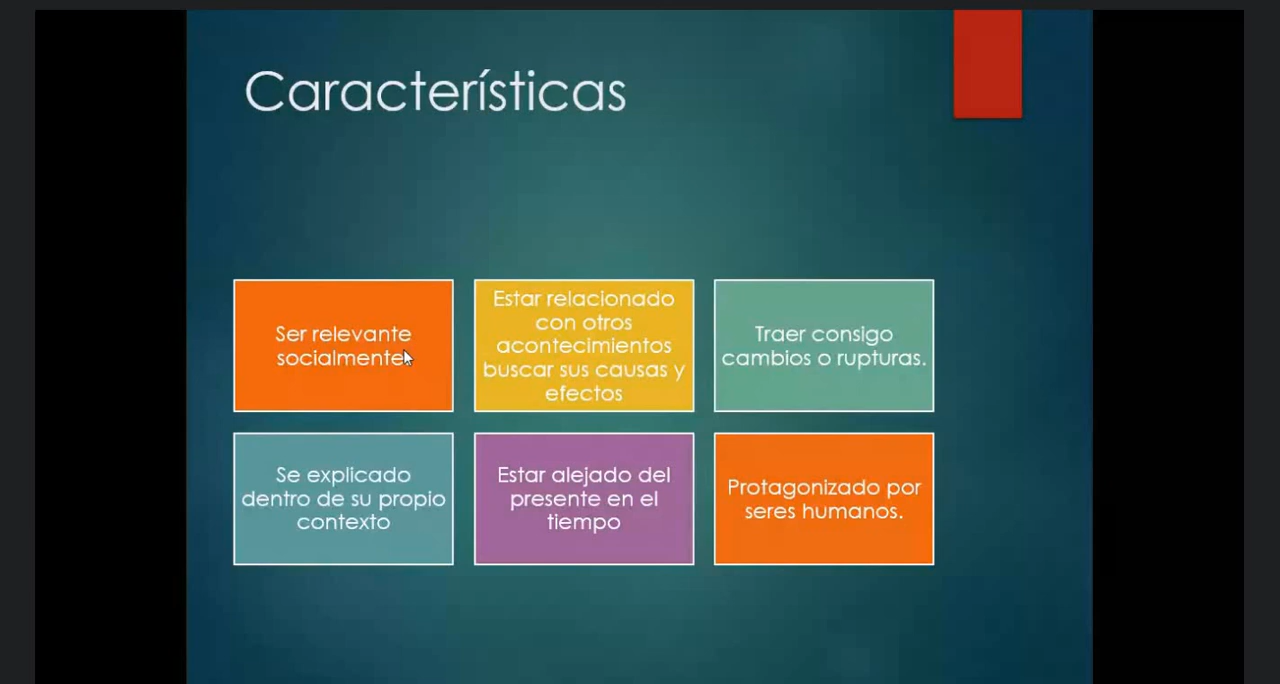 Características
Ser relevante
socialmente
Estar relacionado
con otros
acontecimientos
buscar sus causas y
efectos
Traer consigo
cambios o rupturas.
Se explicado
dentro de su propio
contexto
Estar alejado del
presente en el
tiempo
Protagonizado por
seres humanos.